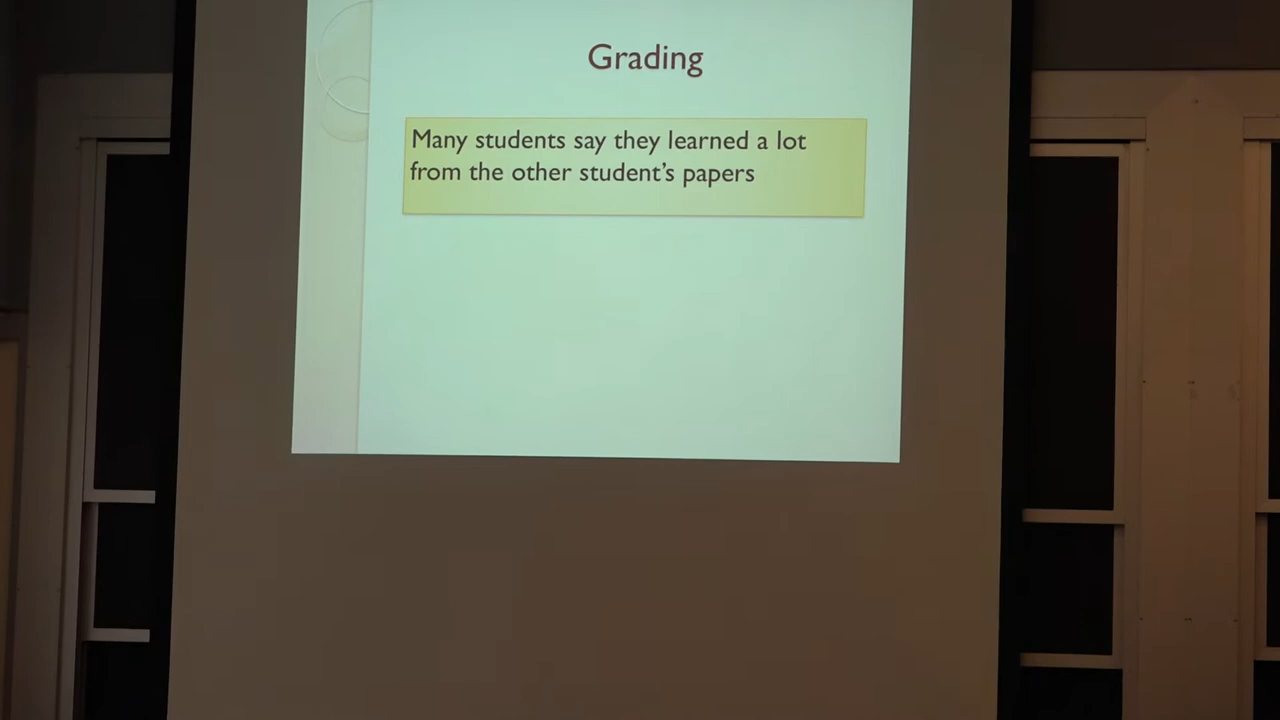 Grading
Many students say they learned a lot
from the other student's papers